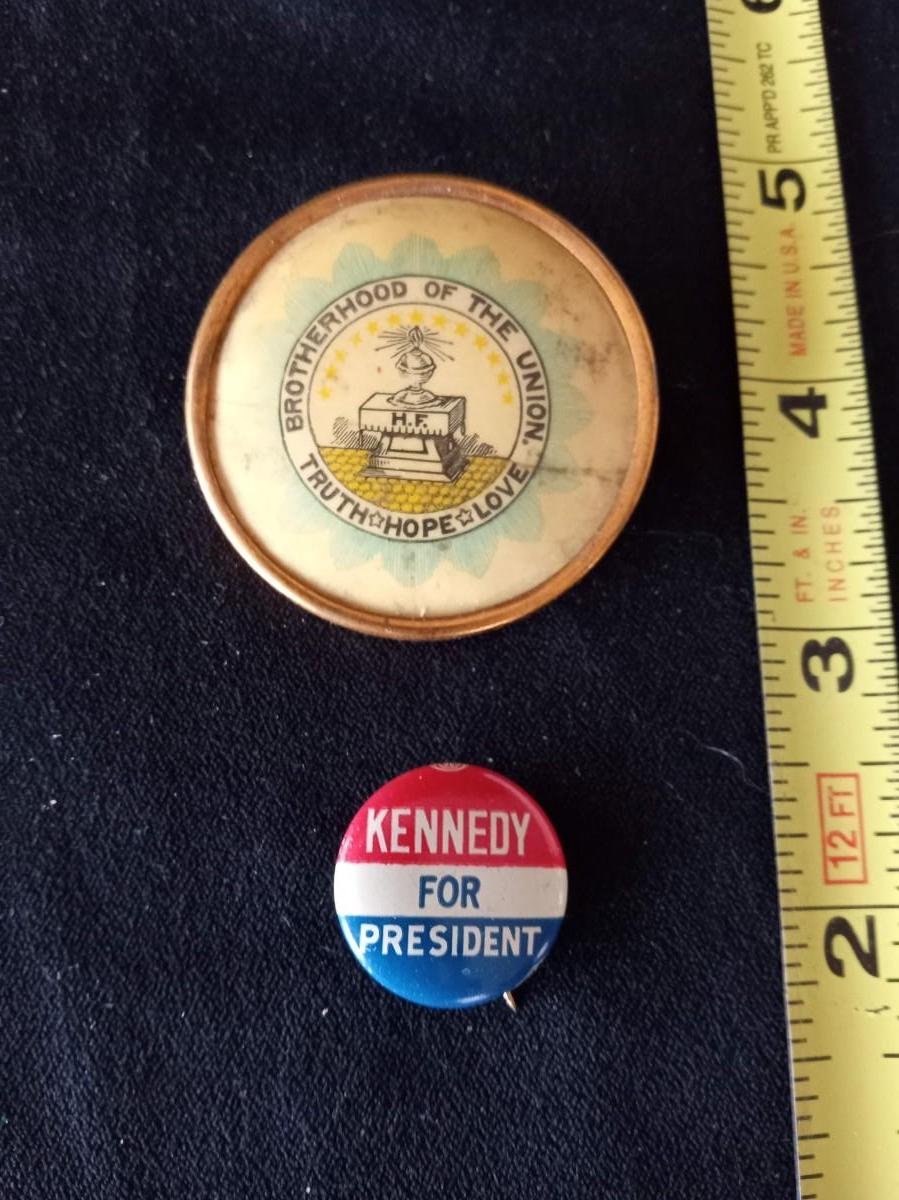 BROTHERHOOD OF THE UNION.
H.F.
TRUTH☆HOPE☆LOVE
KENNEDY
FOR
PRESIDENT
6
PR APP'D 262 TC
5
MADE IN U.S.A.
4
FT. & IN.
INCHES
3
12 FT
2